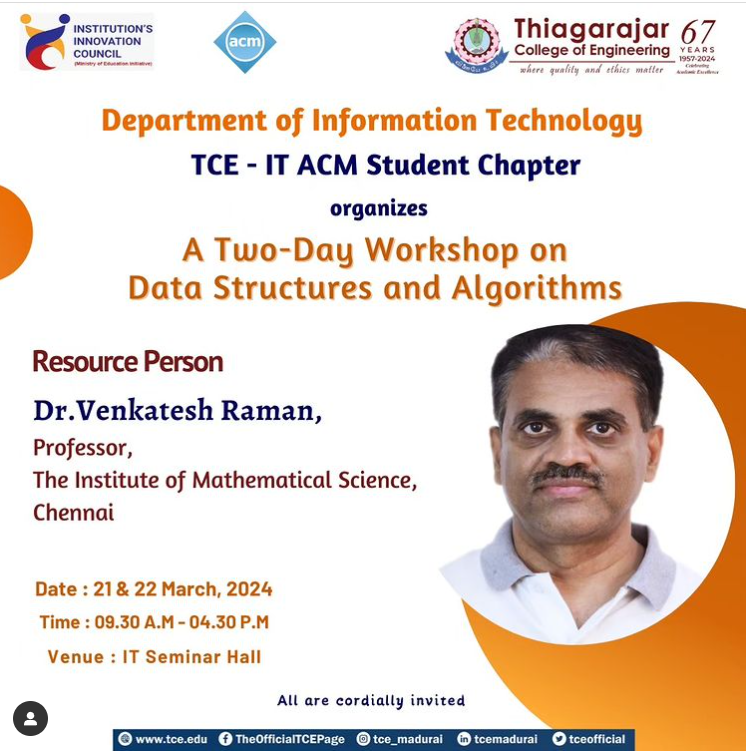 INSTITUTION'S
INNOVATION
COUNCIL
(Ministry of Education Initiative)
acm
Thiagarajar
College of Engineering
where quality and ethics matter
67
YEARS
1957-2024
Celebrating
Academic Excellence
Department of Information Technology
TCE - IT ACM Student Chapter
organizes
A Two-Day Workshop on
Data Structures and Algorithms
Resource Person
Dr.Venkatesh Raman,
Professor,
The Institute of Mathematical Science,
Chennai
Date : 21 & 22 March, 2024
Time : 09.30 A.M - 04.30 P.M
Venue : IT Seminar Hall
All are cordially invited
www.tce.edu TheOfficialTCEPage tce_madurai tcemadurai tceofficial